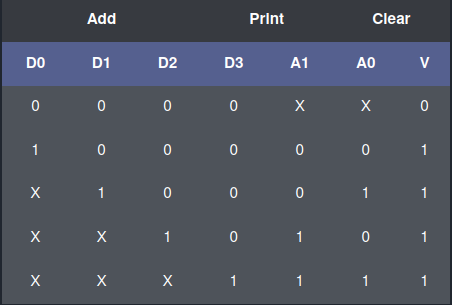 Add Print Clear
D0 D1 D2 D3 A1 A0 V
0 0 0 0 X X 0
1 0 0 0 0 0 1
X 1 0 0 0 1 1
X X 1 0 1 0 1
X X X 1 1 1 1